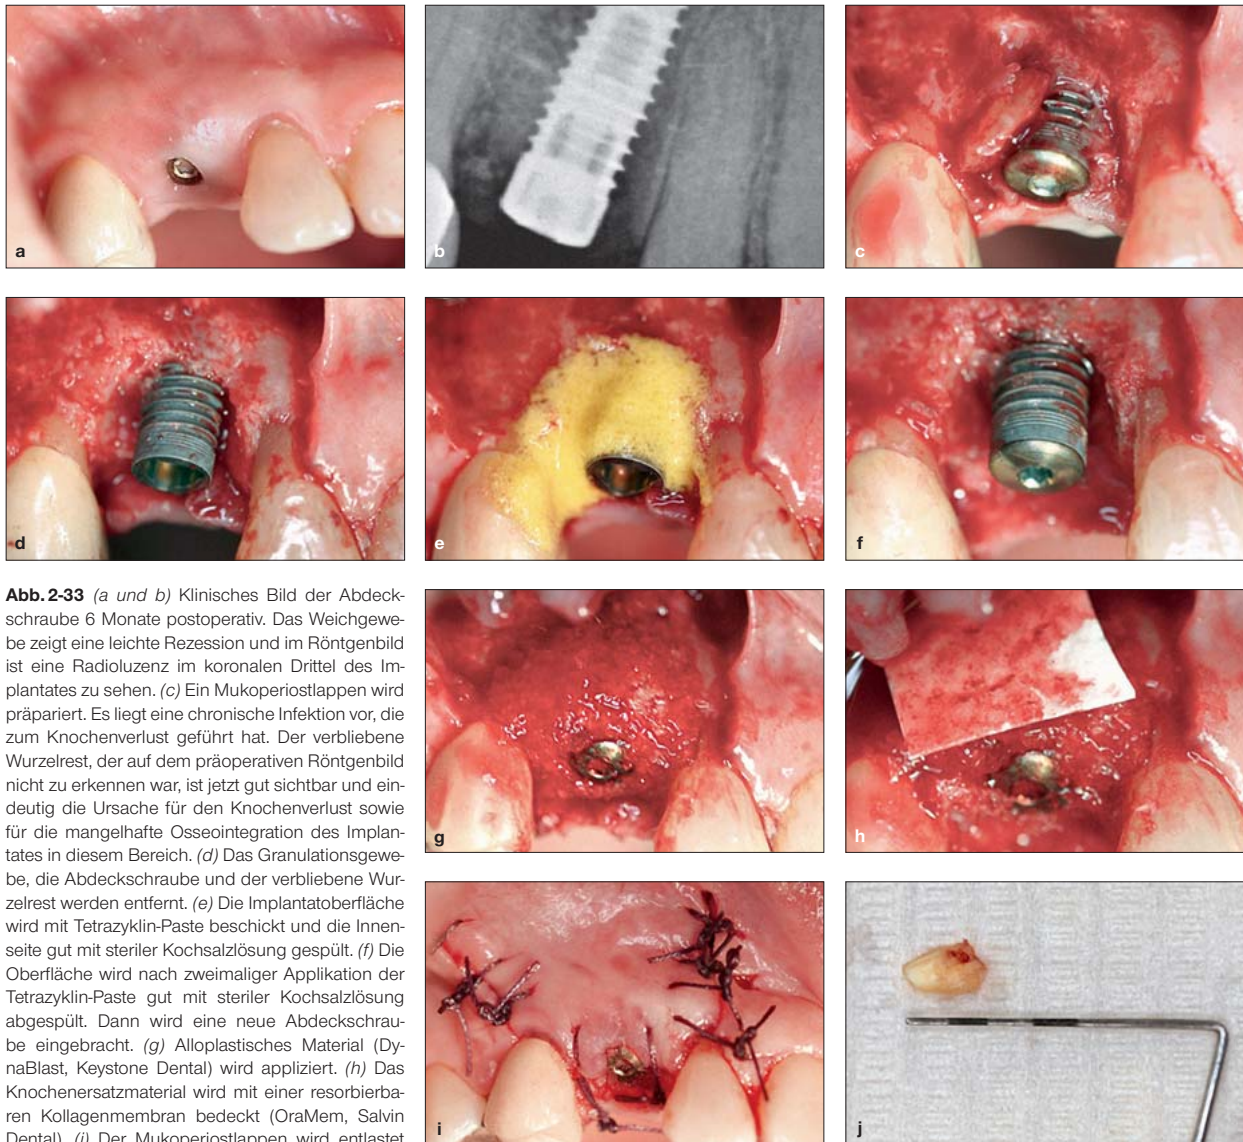 a
b
c
d
e
f
Abb. 2-33 (a und b) Klinisches Bild der Abdeck-
schraube 6 Monate postoperativ. Das Weichgewe-
be zeigt eine leichte Rezession und im Röntgenbild
ist eine Radioluzenz im koronalen Drittel des Im-
plantates zu sehen. (c) Ein Mukoperiostlappen wird
präpariert. Es liegt eine chronische Infektion vor, die
zum Knochenverlust geführt hat. Der verbliebene
Wurzelrest, der auf dem präoperativen Röntgenbild
nicht zu erkennen war, ist jetzt gut sichtbar und ein-
deutig die Ursache für den Knochenverlust sowie
für die mangelhafte Osseointegration des Implan-
tates in diesem Bereich. (d) Das Granulationsgewe-
be, die Abdeckschraube und der verbliebene Wur-
zelrest werden entfernt. (e) Die Implantatoberfläche
wird mit Tetrazyklin-Paste beschickt und die Innen-
seite gut mit steriler Kochsalzlösung gespült. (f) Die
Oberfläche wird nach zweimaliger Applikation der
Tetrazyklin-Paste gut mit steriler Kochsalzlösung
abgespült. Dann wird eine neue Abdeckschrau-
be eingebracht. (g) Alloplastisches Material (Dy-
naBlast, Keystone Dental) wird appliziert. (h) Das
Knochenersatzmaterial wird mit einer resorbierba-
ren Kollagenmembran bedeckt (OraMem, Salvin
Dental). (i) Der Mukoperiostlappen wird entlastet
g
h
i
j